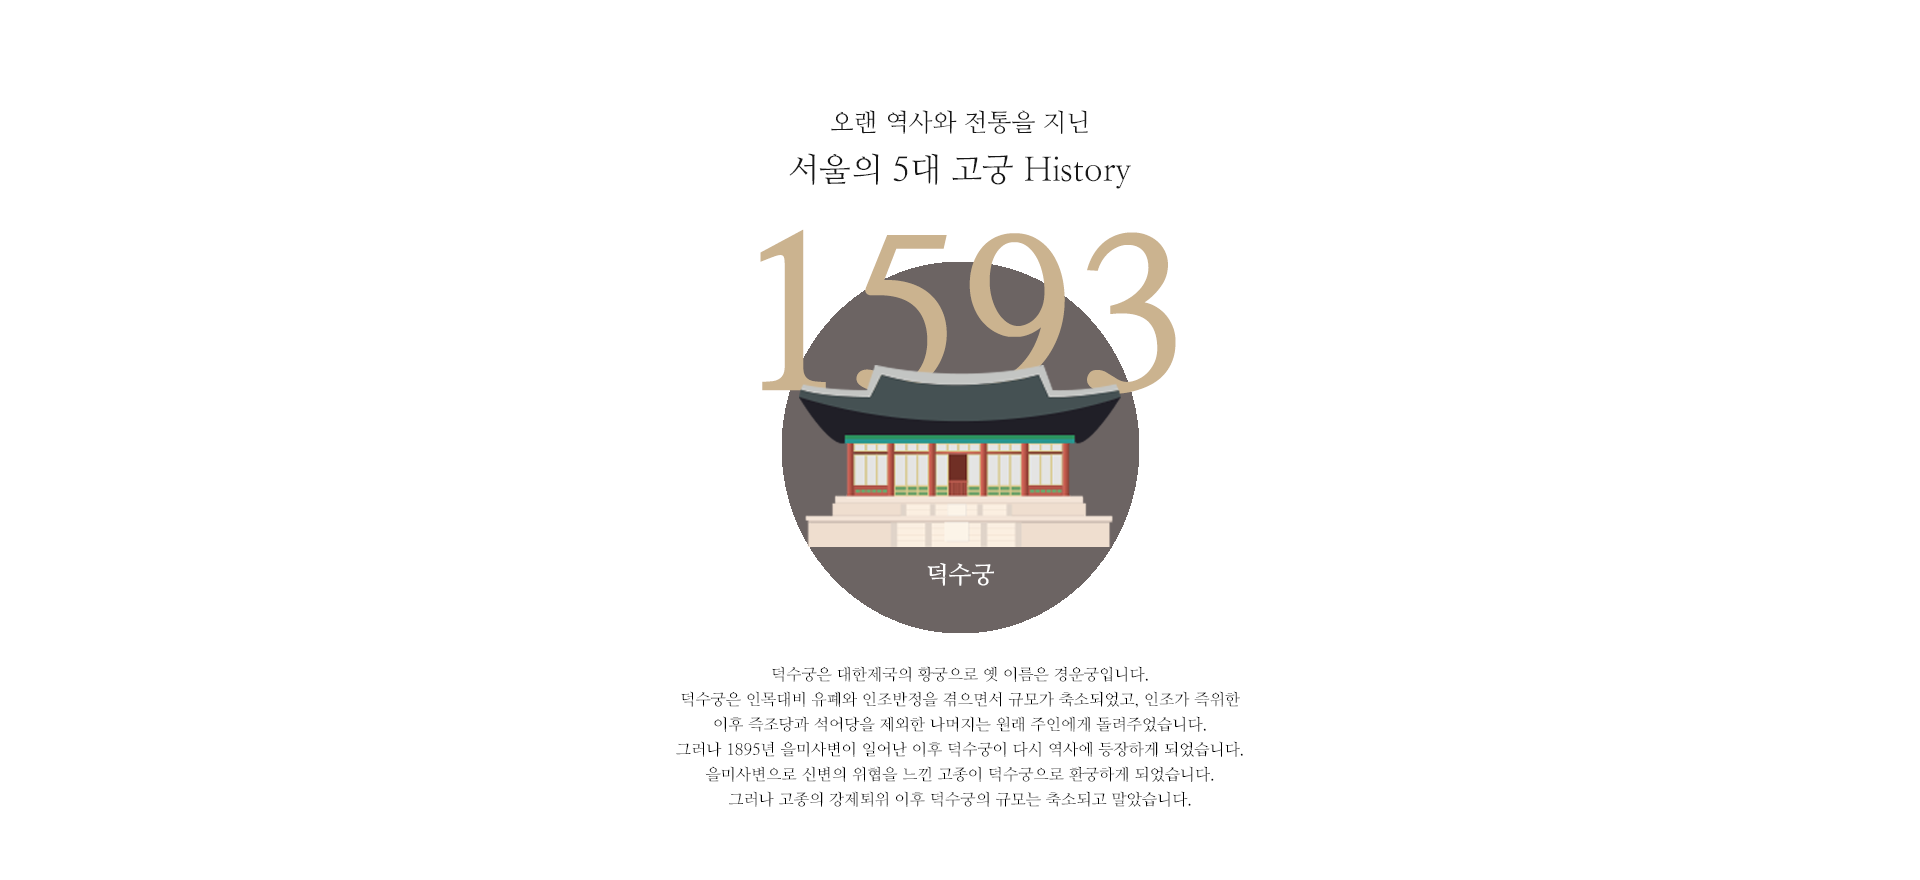 오랜 역사와 전통을 지닌
서울의 5대 고궁 History
1593
덕수궁
덕수궁은 대한제국의 황궁으로 옛 이름은 경운궁입니다.
덕수궁은 인목대비 유폐와 인조반정을 겪으면서 규모가 축소되었고, 인조가 즉위한
이후 즉조당과 석어당을 제외한 나머지는 원래 주인에게 돌려주었습니다.
그러나 1895년 을미사변이 일어난 이후 덕수궁이 다시 역사에 등장하게 되었습니다.
을미사변으로 신변의 위협을 느낀 고종이 덕수궁으로 환궁하게 되었습니다.
그러나 고종의 강제퇴위 이후 덕수궁의 규모는 축소되고 말았습니다.